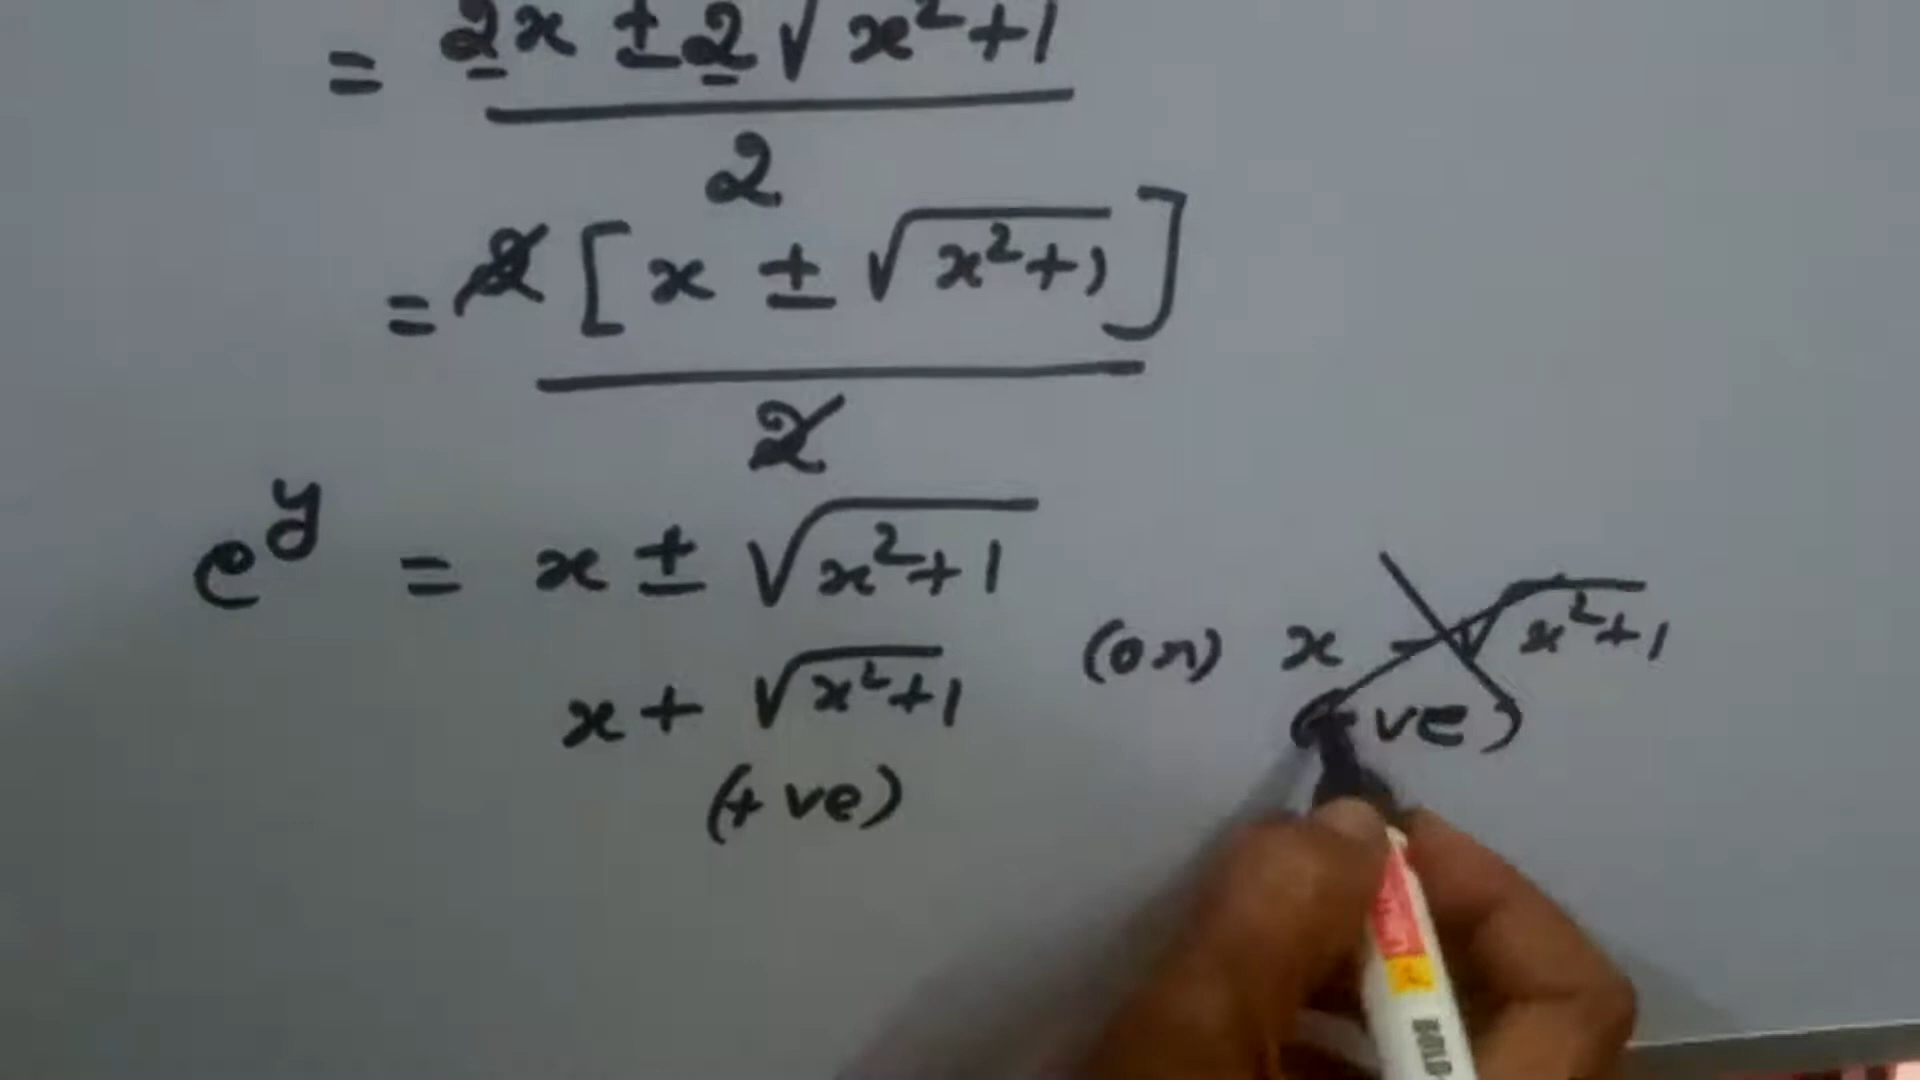 = 2x ± 2 √x²+1
2
= 2 [ x ± √x²+1 ]
2
e^y = x ± √x²+1
x + √x²+1 (or) x - √x²+1
(+ve) (-ve)
BOLD